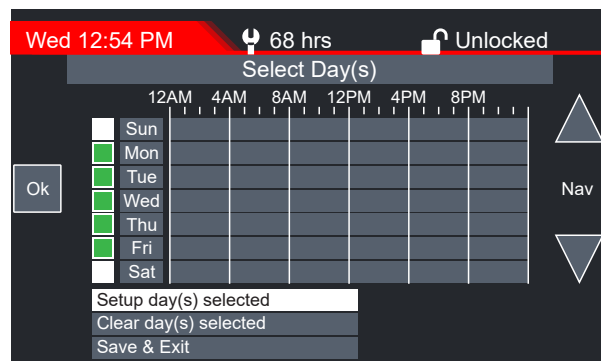 Wed 12:54 PM 68 hrs Unlocked
Select Day(s)
12AM 4AM 8AM 12PM 4PM 8PM
Sun
Mon
Tue
Ok Wed Nav
Thu
Fri
Sat
Setup day(s) selected
Clear day(s) selected
Save & Exit